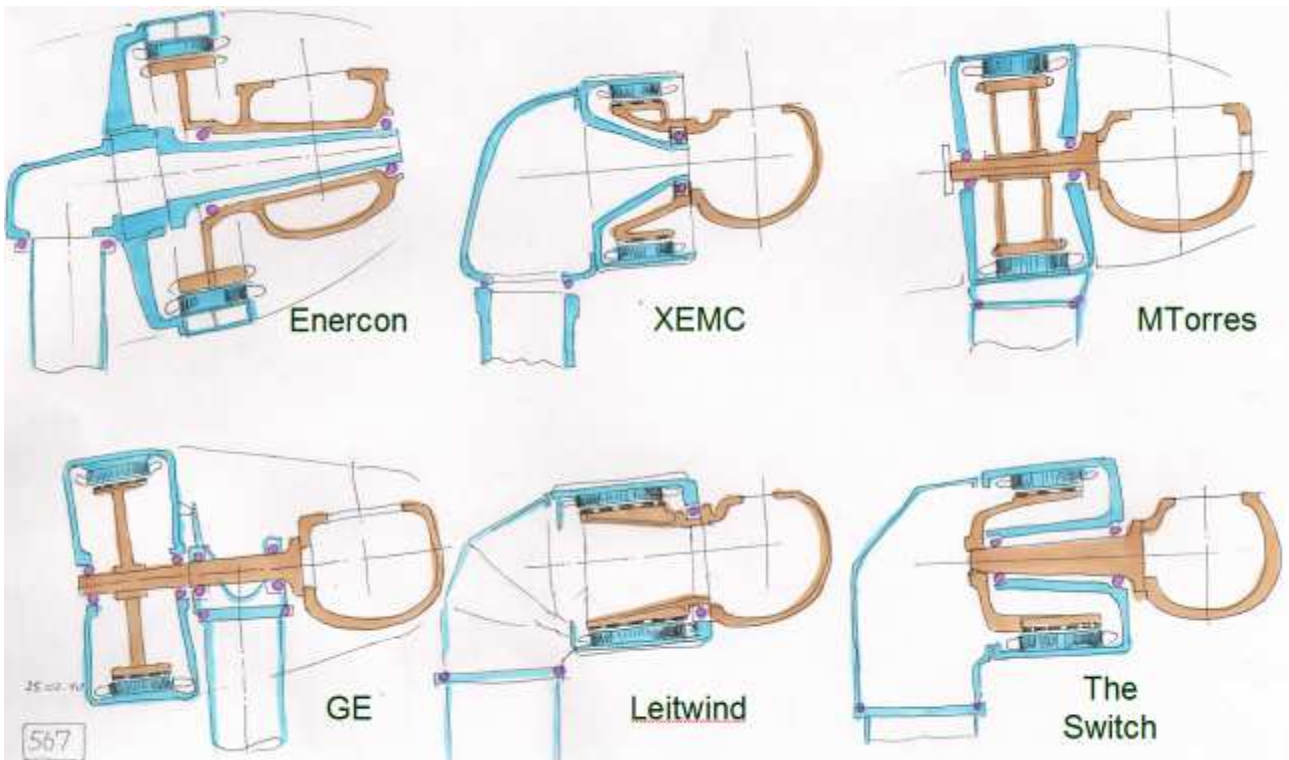 Enercon
XEMC
MTorres
GE
Leitwind
The
Switch
567